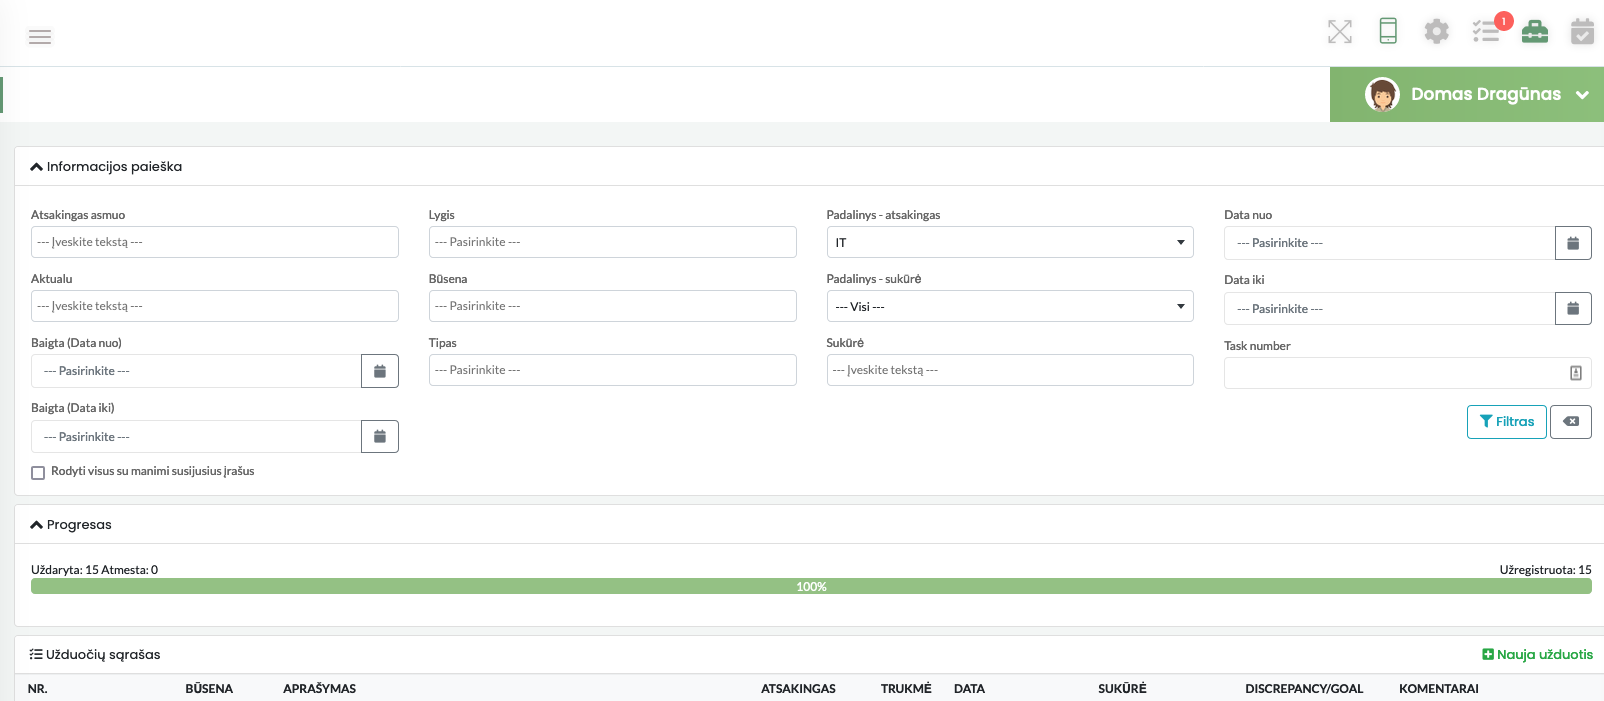 1
Domas Dragūnas
Informacijos paieška
Atsakingas asmuo
--- Įveskite tekstą ---
Lygis
--- Pasirinkite ---
Padalinys - atsakingas
IT
Data nuo
--- Pasirinkite ---
Aktualu
--- Įveskite tekstą ---
Būsena
--- Pasirinkite ---
Padalinys - sukūrė
--- Visi ---
Data iki
--- Pasirinkite ---
Baigta (Data nuo)
--- Pasirinkite ---
Tipas
--- Pasirinkite ---
Sukūrė
--- Įveskite tekstą ---
Task number
Baigta (Data iki)
--- Pasirinkite ---
Filtras
Rodyti visus su manimi susijusius įrašus
Progresas
Uždaryta: 15 Atmesta: 0
Užregistruota: 15
100%
Užduočių sąrašas
Nauja užduotis
NR. BŪSENA APRAŠYMAS ATSAKINGAS TRUKMĖ DATA SUKŪRĖ DISCREPANCY/GOAL KOMENTARAI